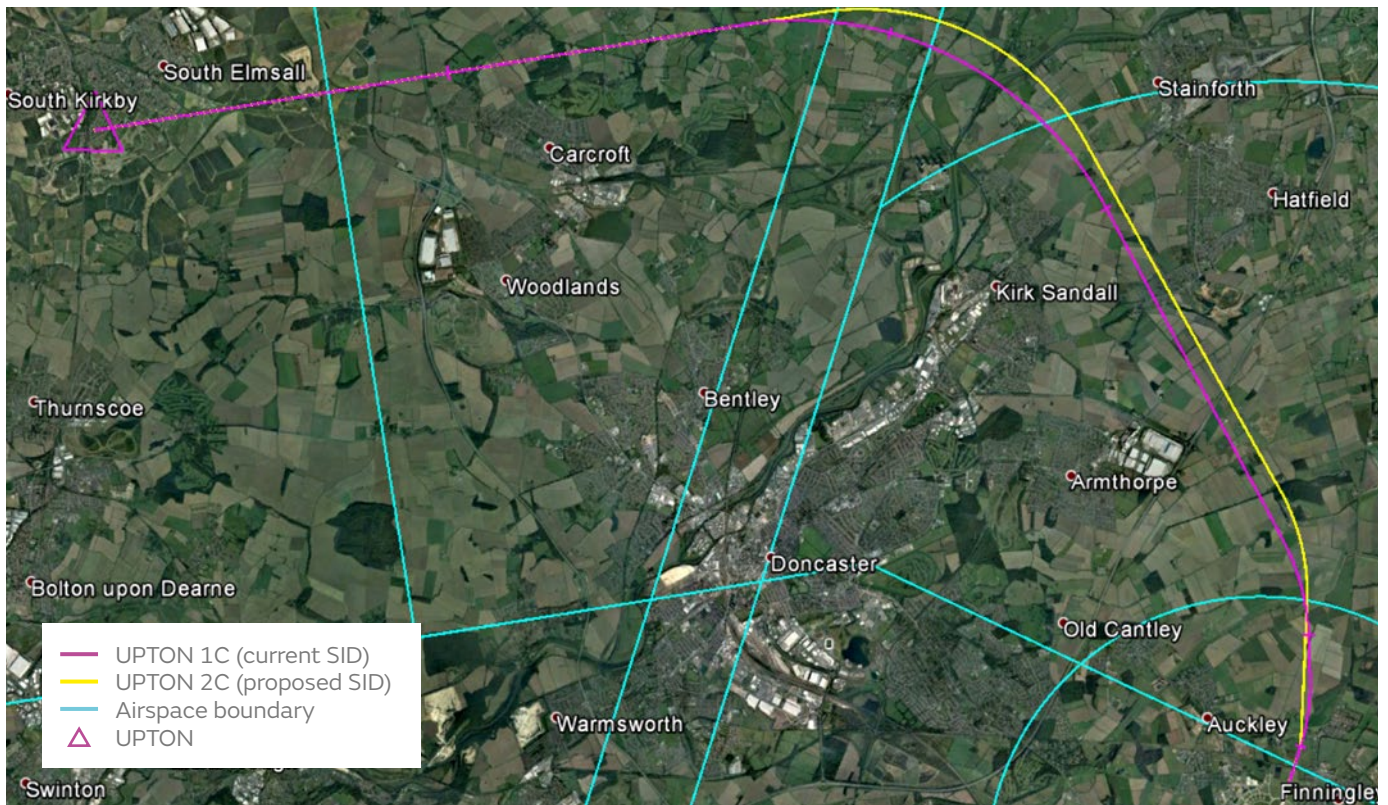 South Elmsall
South Kirkby
Stainforth
Carcroft
Hatfield
Woodlands
Kirk Sandall
Bentley
Thurnscoe
Armthorpe
Doncaster
Bolton upon Dearne
Old Cantley
UPTON 1C (current SID)
UPTON 2C (proposed SID)
Airspace boundary
UPTON
Warmsworth
Auckley
Swinton
Finningley